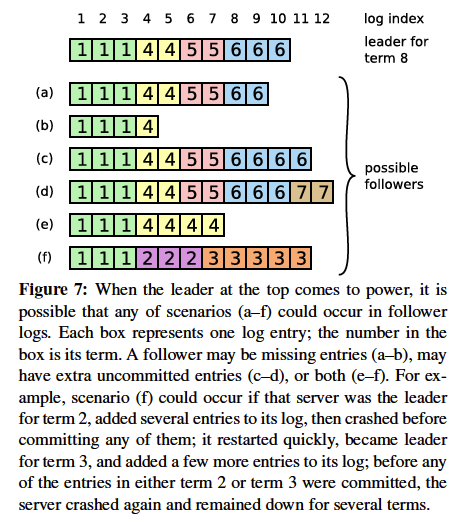 1 2 3 4 5 6 7 8 9 10 11 12 log index
1 1 1 4 4 5 5 6 6 6 leader for
term 8
(a) 1 1 1 4 4 5 5 6 6
(b) 1 1 1 4
(c) 1 1 1 4 4 5 5 6 6 6 6
(d) 1 1 1 4 4 5 5 6 6 6 7 7
(e) 1 1 1 4 4 4 4
(f) 1 1 1 2 2 2 3 3 3 3 3
possible
followers
Figure 7: When the leader at the top comes to power, it is
possible that any of scenarios (a–f) could occur in follower
logs. Each box represents one log entry; the number in the
box is its term. A follower may be missing entries (a–b), may
have extra uncommitted entries (c–d), or both (e–f). For ex-
ample, scenario (f) could occur if that server was the leader
for term 2, added several entries to its log, then crashed before
committing any of them; it restarted quickly, became leader
for term 3, and added a few more entries to its log; before any
of the entries in either term 2 or term 3 were committed, the
server crashed again and remained down for several terms.